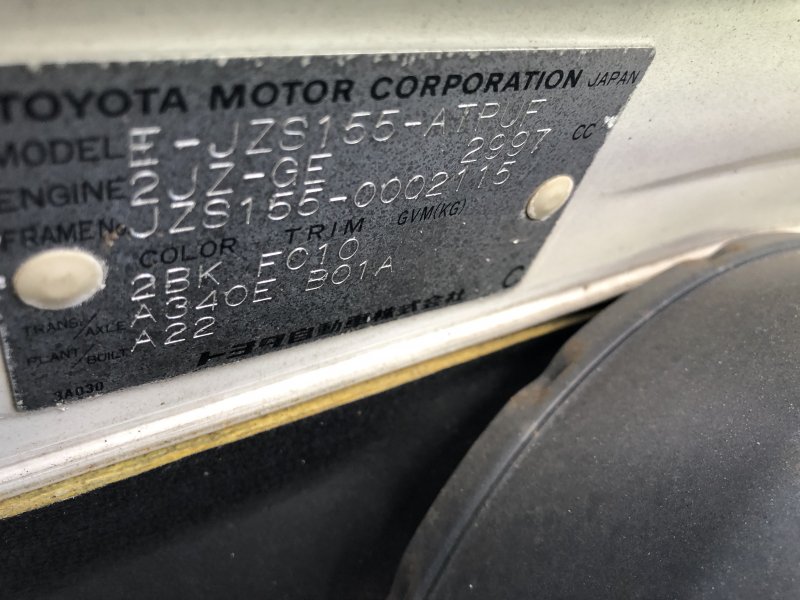 TOYOTA MOTOR CORPORATION JAPAN
MODEL E-JZS155-ATPJF
ENGINE 2JZ-GE 2997 CC
FRAME No. JZS155-0002115
COLOR TRIM GVM(KG)
2BK FC10
TRANS./AXLE A340E B01A
PLANT/BUILT A22 C
トヨタ自動車株式会社
3A030